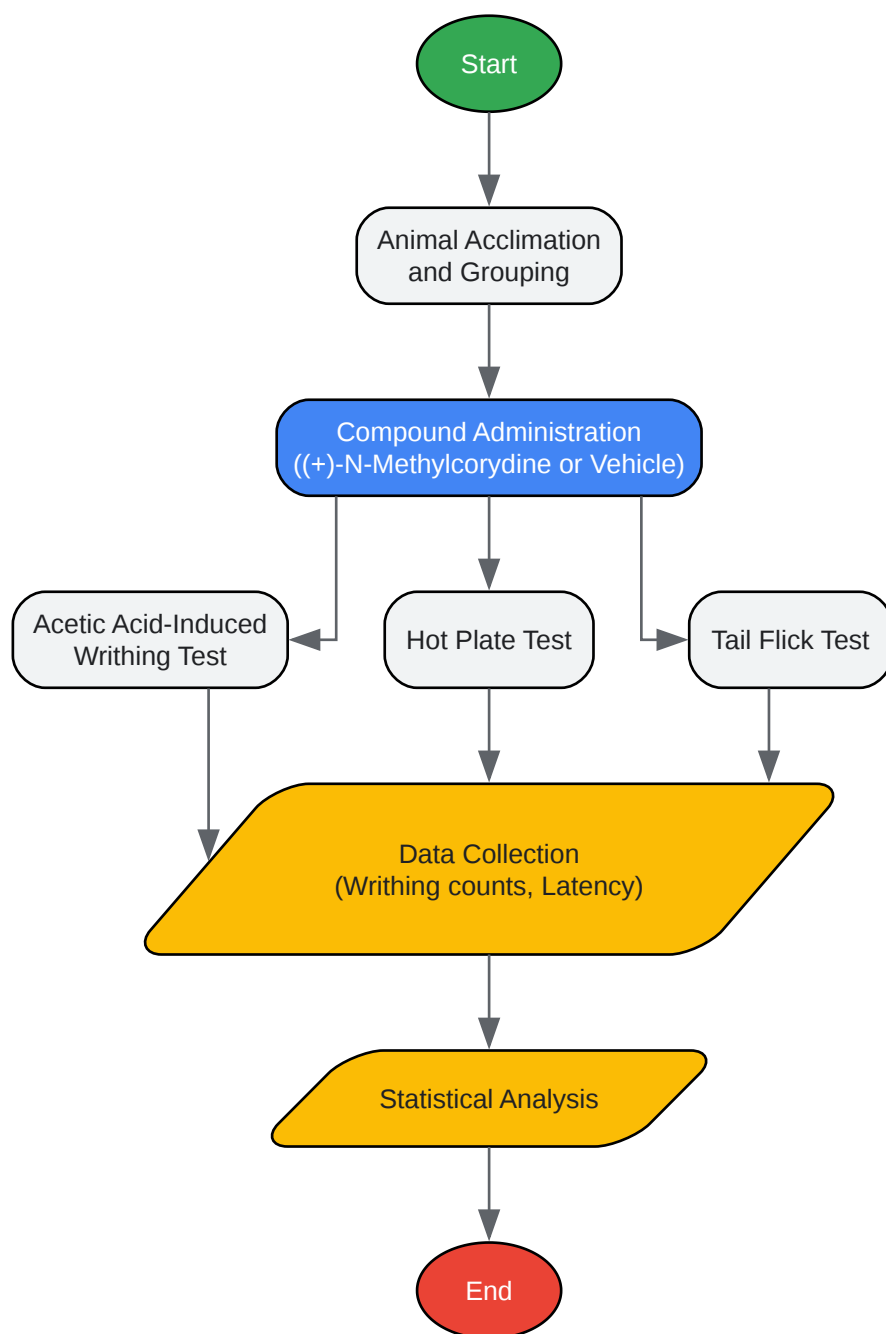 Start
Animal Acclimation
and Grouping
Compound Administration
((+)-N-Methylcorydine or Vehicle)
Acetic Acid-Induced
Writhing Test
Hot Plate Test
Tail Flick Test
Data Collection
(Writhing counts, Latency)
Statistical Analysis
End